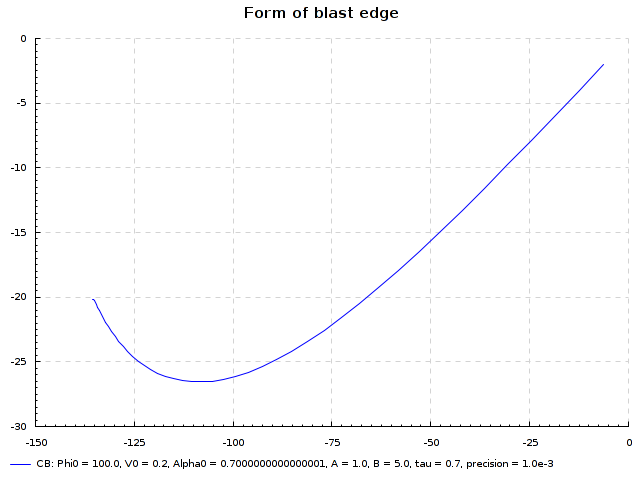 Form of blast edge
0
-5
-10
-15
-20
-25
-30
-150 -125 -100 -75 -50 -25 0
CB: Phi0 = 100.0, V0 = 0.2, Alpha0 = 0.7000000000000001, A = 1.0, B = 5.0, tau = 0.7, precision = 1.0e-3